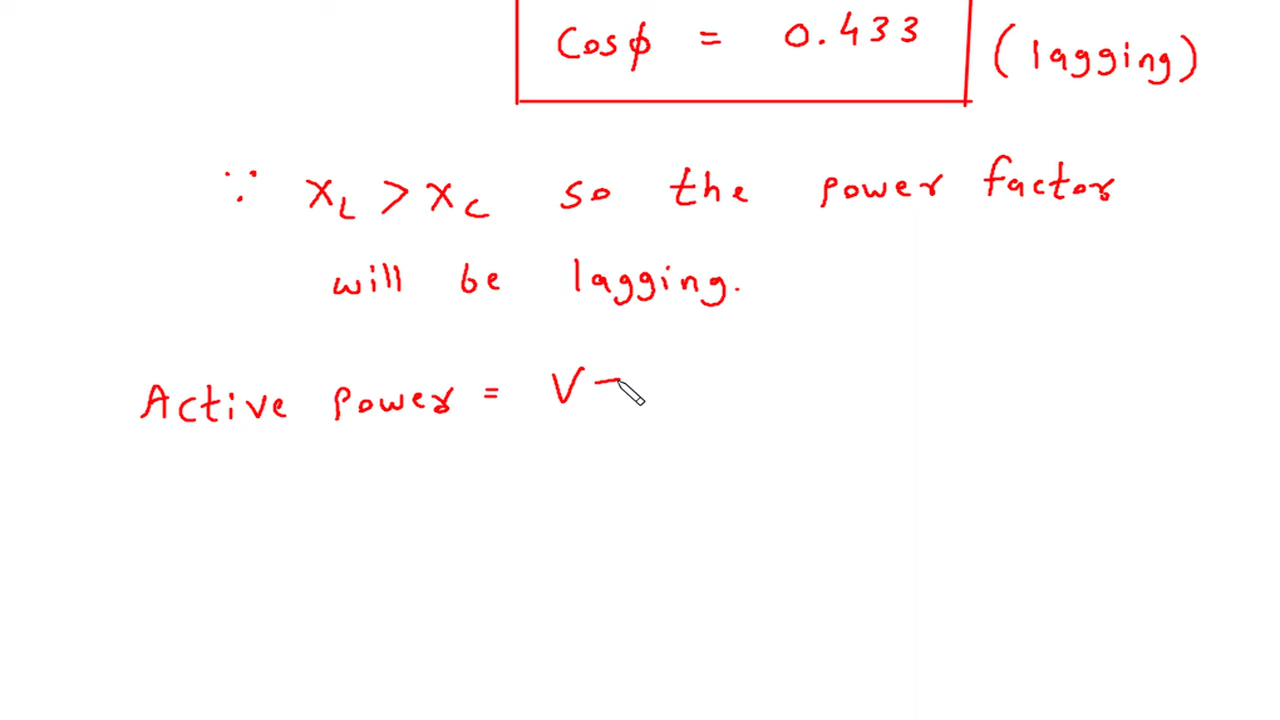 Cosϕ = 0.433 (lagging)
∵ XL > XC so the power factor
will be lagging.
Active power = V